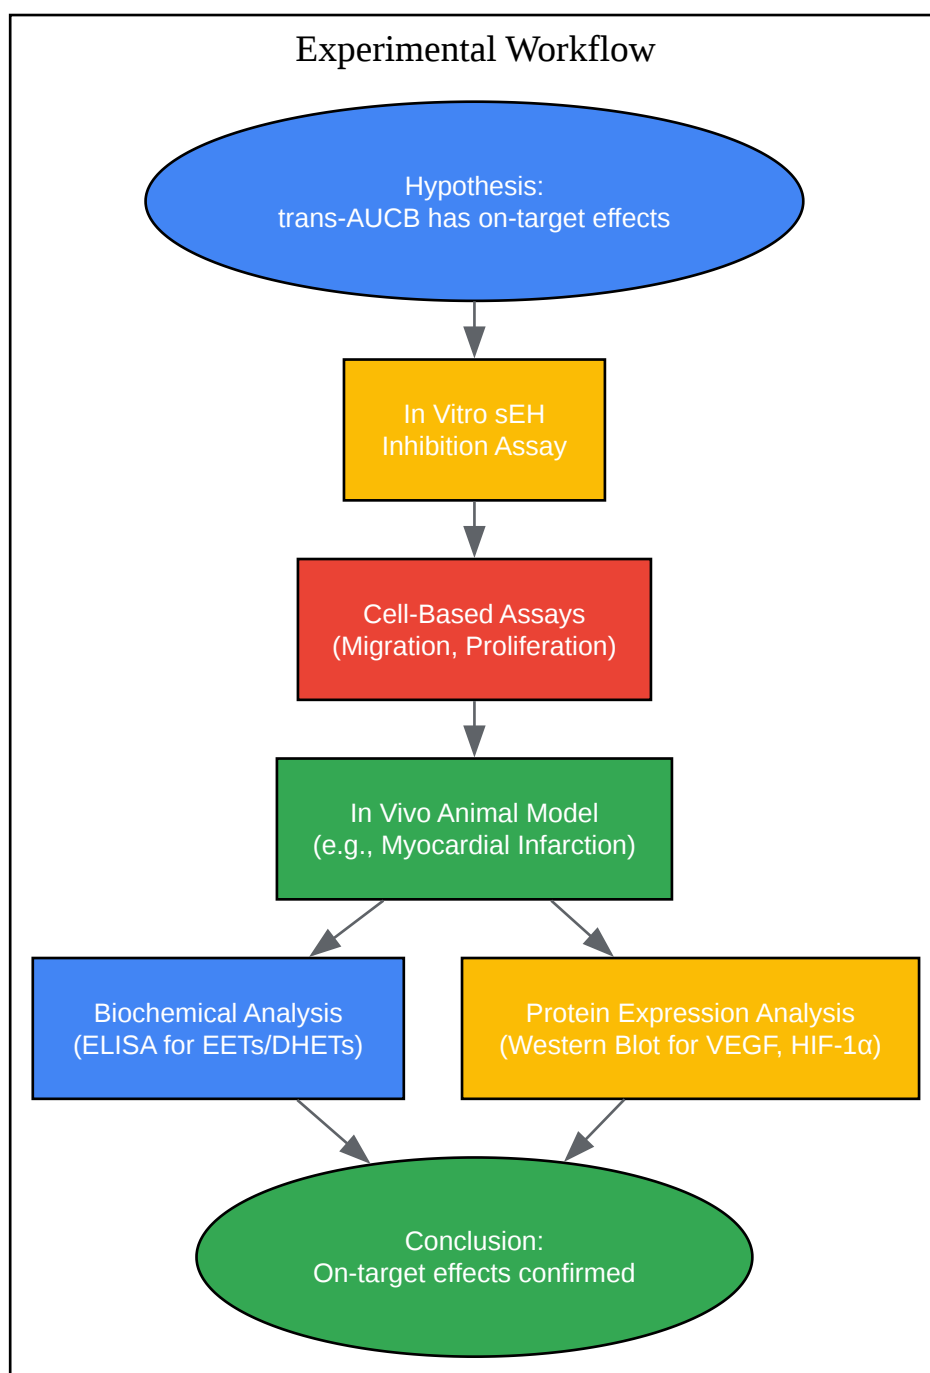 Experimental Workflow
Hypothesis:
trans-AUCB has on-target effects
In Vitro sEH
Inhibition Assay
Cell-Based Assays
(Migration, Proliferation)
In Vivo Animal Model
(e.g., Myocardial Infarction)
Biochemical Analysis
(ELISA for EETs/DHETs)
Protein Expression Analysis
(Western Blot for VEGF, HIF-1α)
Conclusion:
On-target effects confirmed